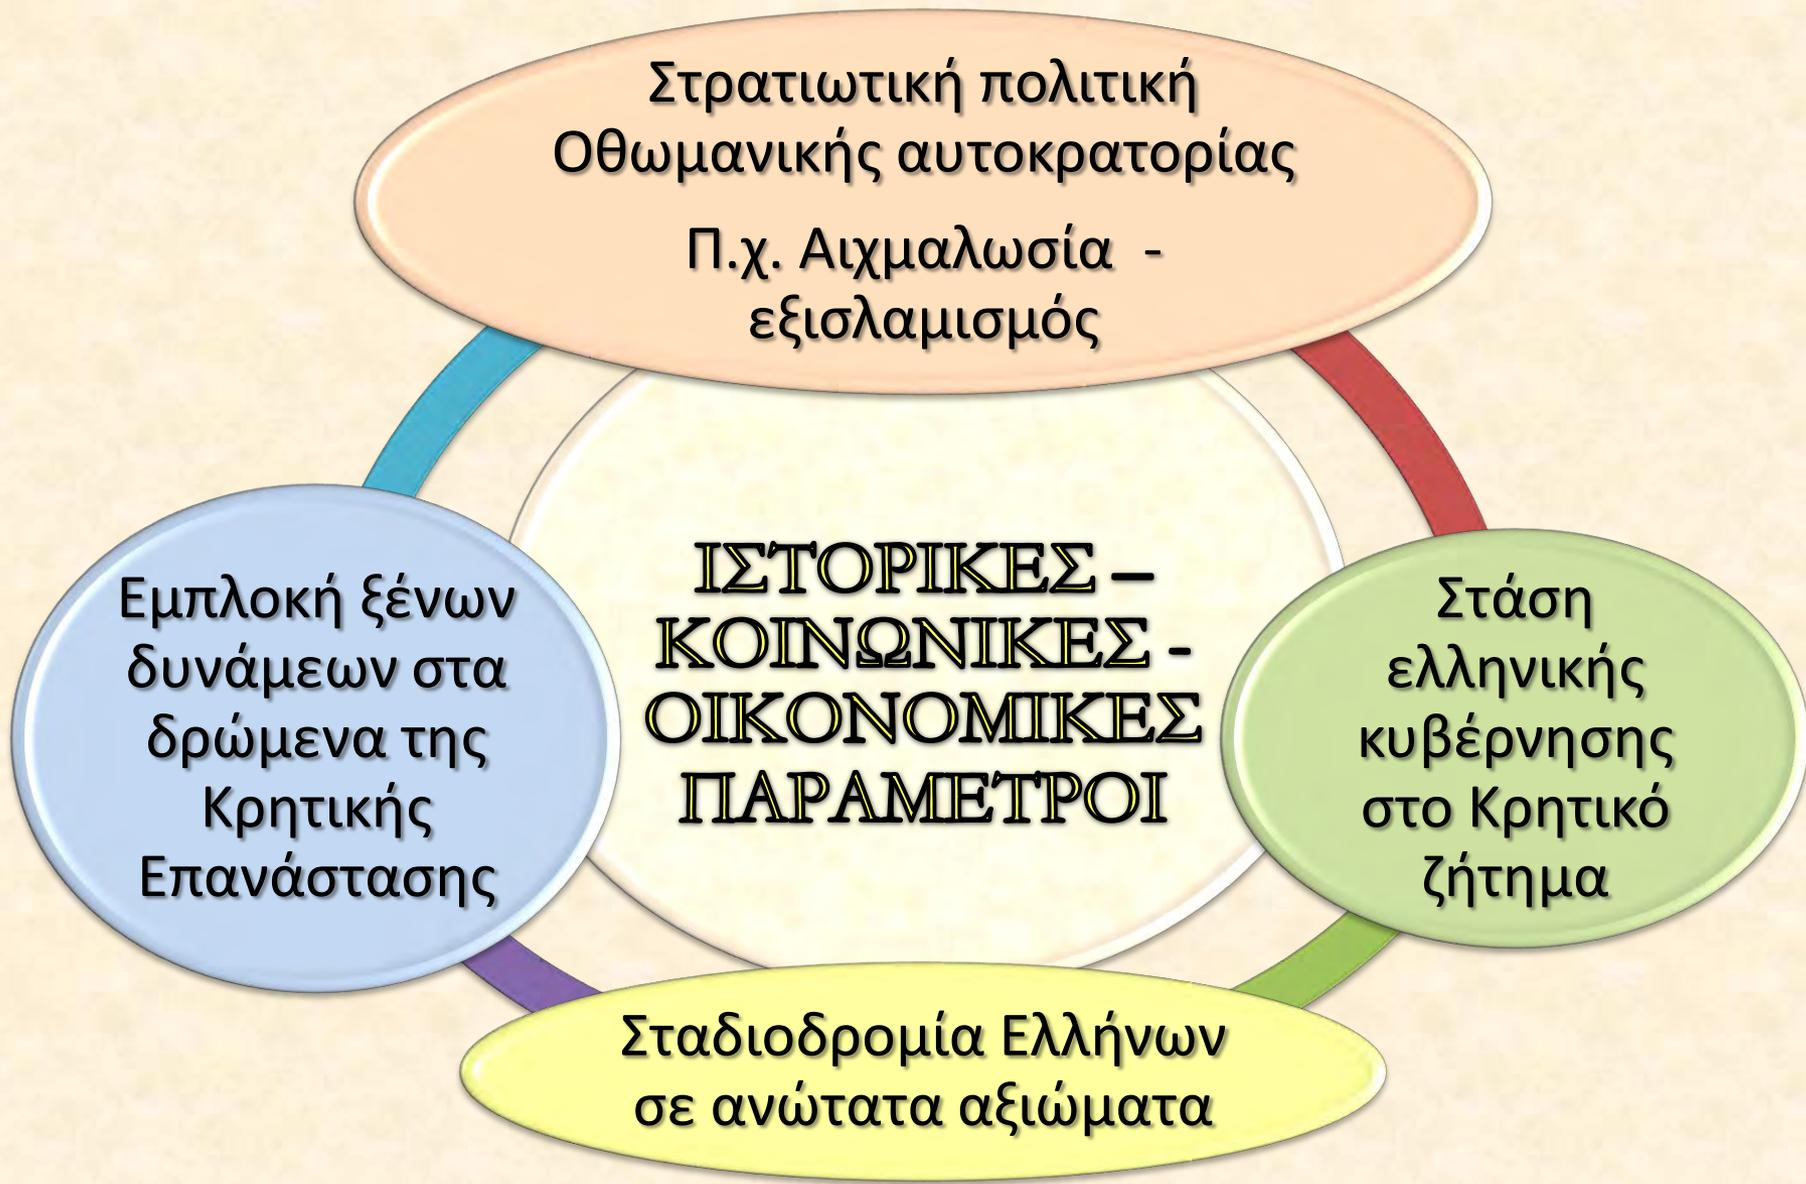 Στρατιωτική πολιτική
Οθωμανικής αυτοκρατορίας
Π.χ. Αιχμαλωσία -
εξισλαμισμός
Εμπλοκή ξένων
δυνάμεων στα
δρώμενα της
Κρητικής
Επανάστασης
ΙΣΤΟΡΙΚΕΣ –
ΚΟΙΝΩΝΙΚΕΣ -
ΟΙΚΟΝΟΜΙΚΕΣ
ΠΑΡΑΜΕΤΡΟΙ
Στάση
ελληνικής
κυβέρνησης
στο Κρητικό
ζήτημα
Σταδιοδρομία Ελλήνων
σε ανώτατα αξιώματα